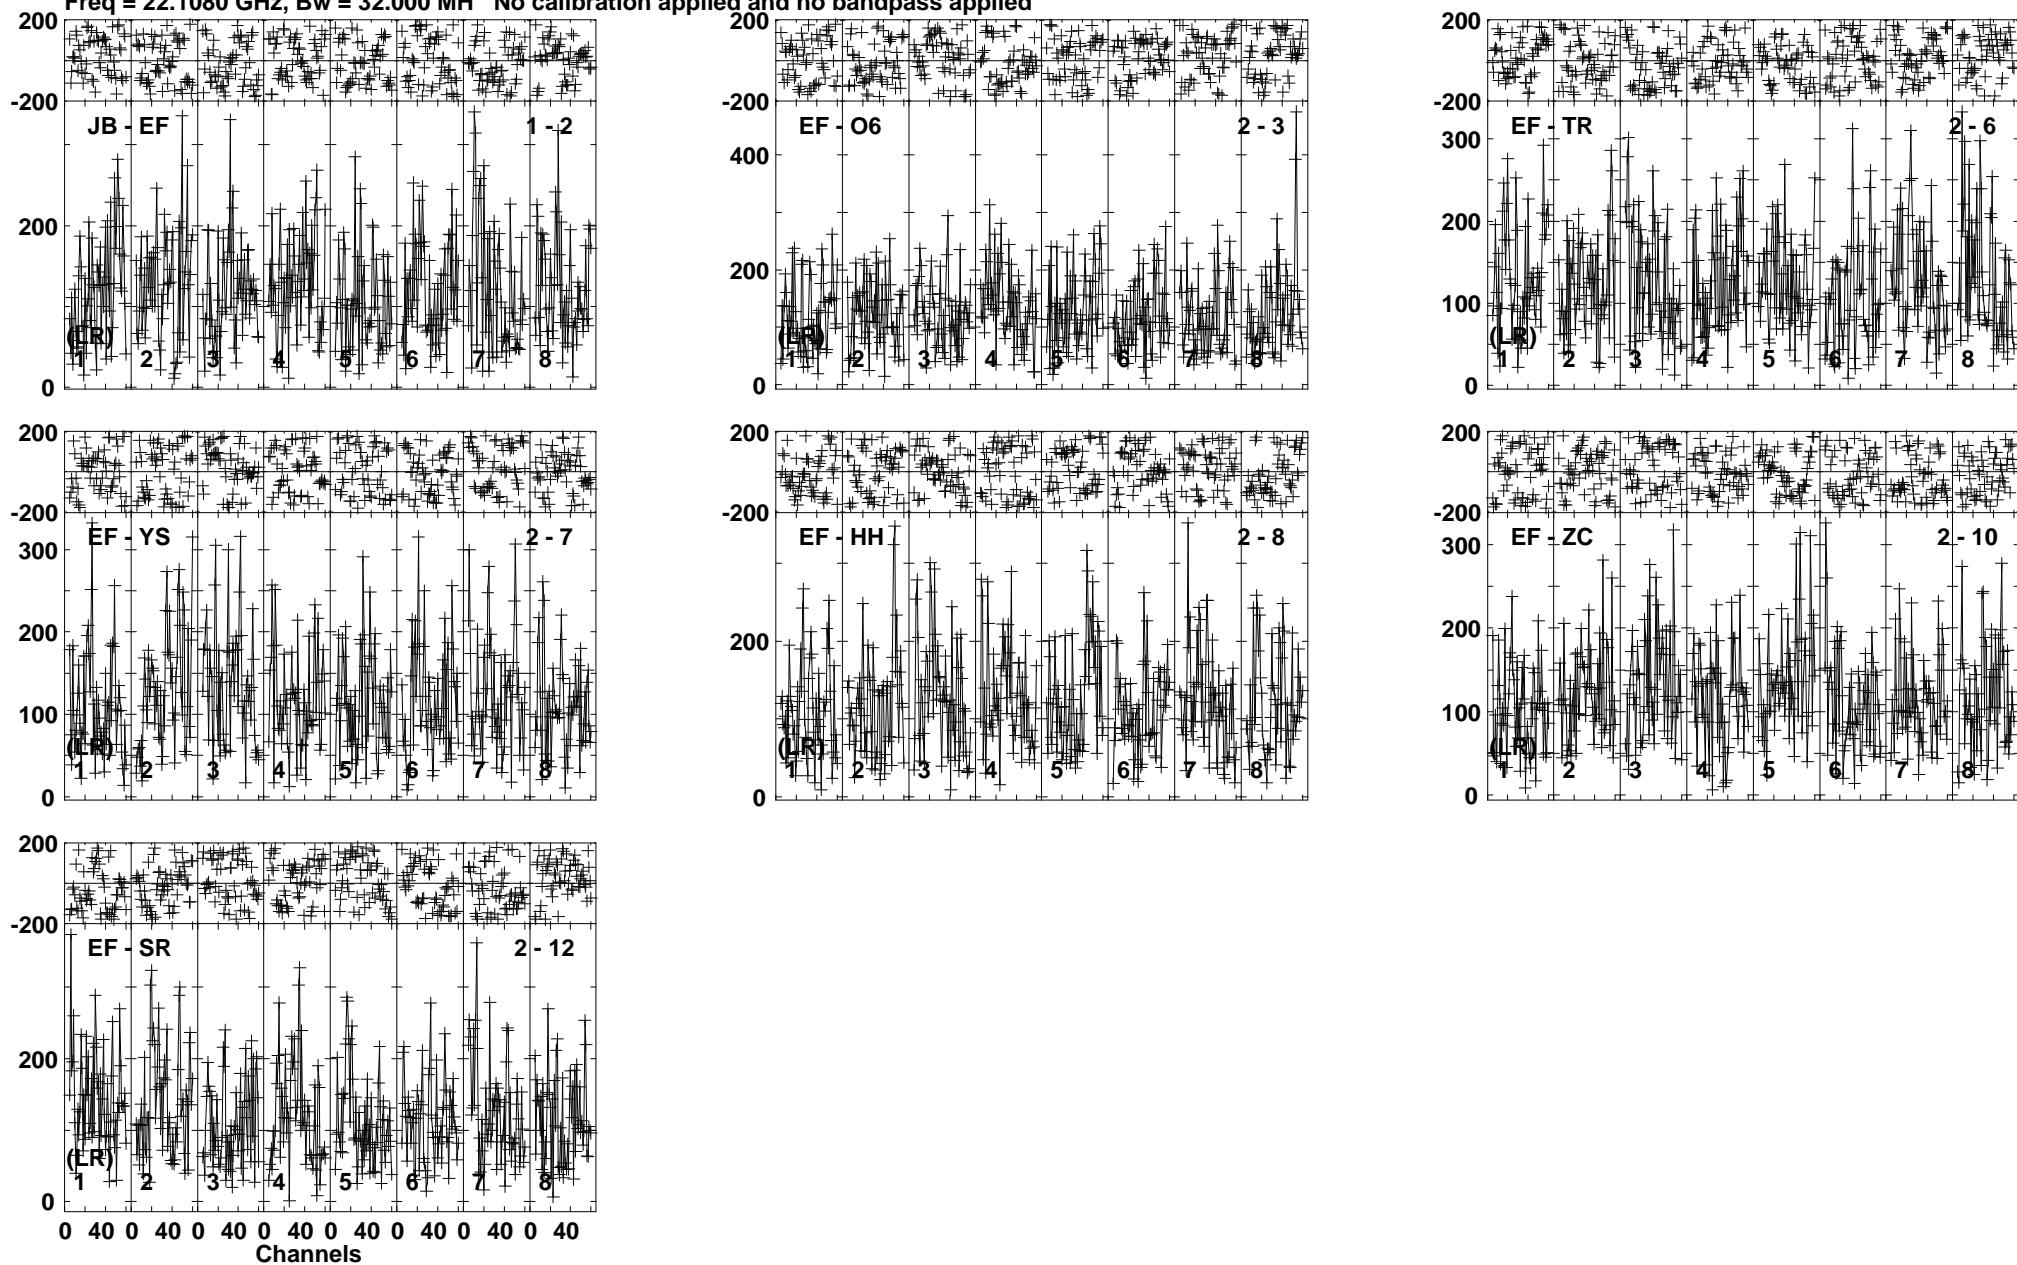 Freq = 22.1080 GHz, Bw = 32.000 MH No calibration applied and no bandpass applied
200
-200
JB - EF 1 - 2
200
(LR)
1 2 3 4 5 6 7 8
0
200
-200
EF - O6 2 - 3
400
200
(LR)
1 2 3 4 5 6 7 8
0
200
-200
EF - TR 2 - 6
300
200
100
(LR)
1 2 3 4 5 6 7 8
0
200
-200
EF - YS 2 - 7
300
200
100
(LR)
1 2 3 4 5 6 7 8
0
200
-200
EF - HH 2 - 8
200
(LR)
1 2 3 4 5 6 7 8
0
200
-200
EF - ZC 2 - 10
300
200
100
(LR)
1 2 3 4 5 6 7 8
0
200
-200
EF - SR 2 - 12
200
(LR)
1 2 3 4 5 6 7 8
0
0 40 0 40 0 40 0 40 0 40 0 40 0 40 0 40
Channels